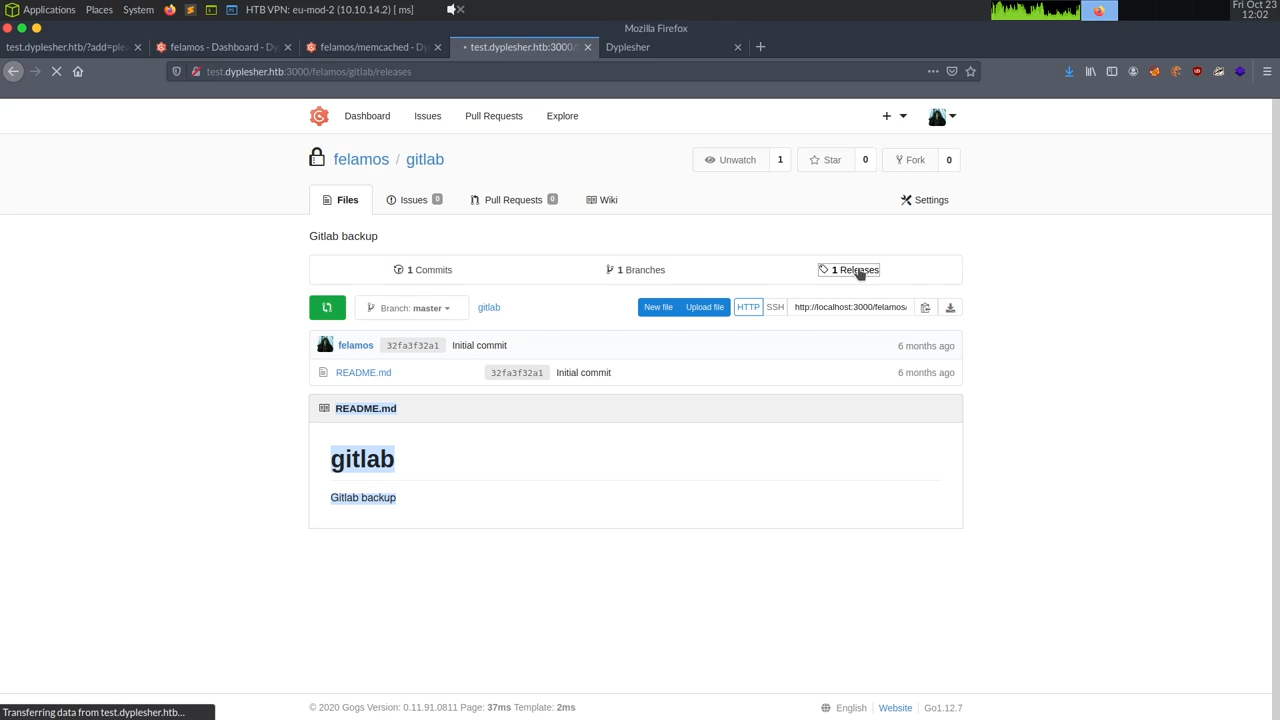 Applications Places System HTB VPN: eu-mod-2 (10.10.14.2) [ ms]
Fri Oct 23
12:02
Mozilla Firefox
test.dyplesher.htb/?add=ple
felamos - Dashboard - Dy
felamos/memcached - Dy
test.dyplesher.htb:3000/
Dyplesher
test.dyplesher.htb:3000/felamos/gitlab/releases
Dashboard Issues Pull Requests Explore
felamos / gitlab
Unwatch 1 Star 0 Fork 0
Files Issues 0 Pull Requests 0 Wiki Settings
Gitlab backup
1 Commits 1 Branches 1 Releases
Branch: master gitlab New file Upload file HTTP SSH http://localhost:3000/felamos/
felamos 32fa3f32a1 Initial commit 6 months ago
README.md 32fa3f32a1 Initial commit 6 months ago
README.md
gitlab
Gitlab backup
© 2020 Gogs Version: 0.11.91.0811 Page: 37ms Template: 2ms English Website Go1.12.7
Transferring data from test.dyplesher.htb...